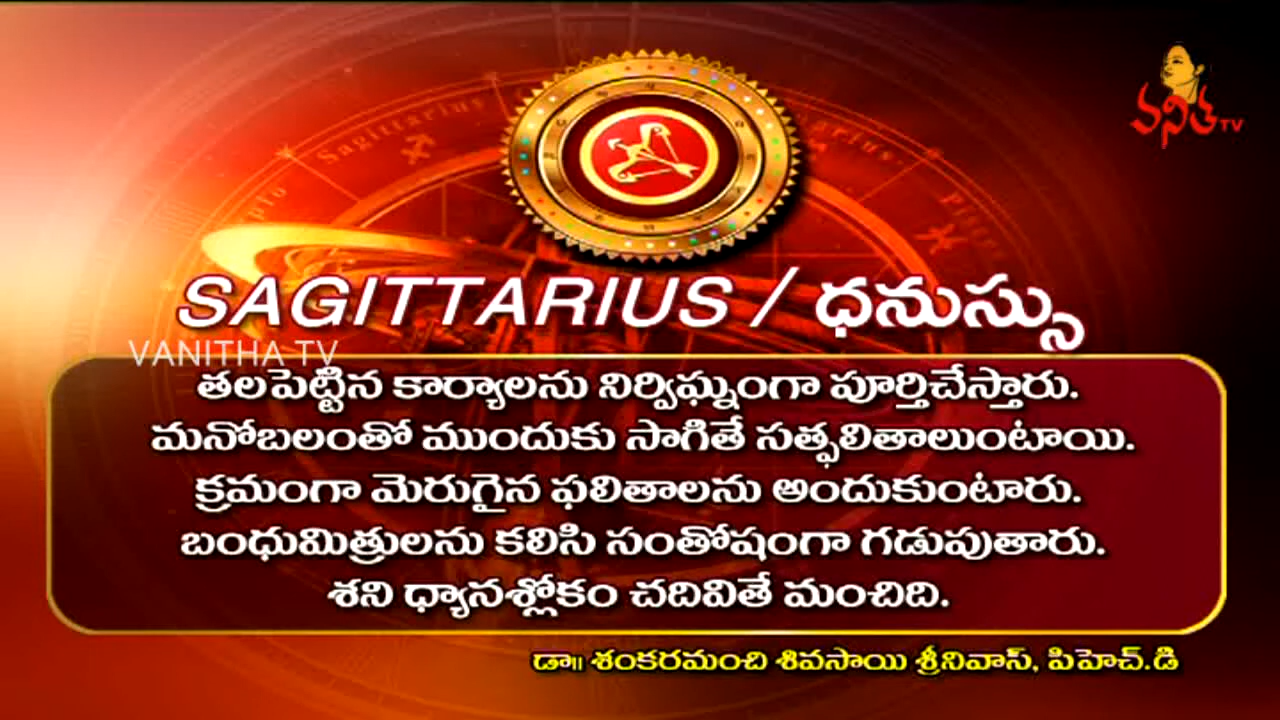 వనిత TV
Sagittarius
SAGITTARIUS / ధనుస్సు
VANITHA TV
తలపెట్టిన కార్యాలను నిర్విఘ్నంగా పూర్తిచేస్తారు.
మనోబలంతో ముందుకు సాగితే సత్ఫలితాలుంటాయి.
క్రమంగా మెరుగైన ఫలితాలను అందుకుంటారు.
బంధుమిత్రులను కలిసి సంతోషంగా గడుపుతారు.
శని ధ్యానశ్లోకం చదివితే మంచిది.
డా॥ శంకరమంచి శివసాయి శ్రీనివాస్, పిహెచ్.డి